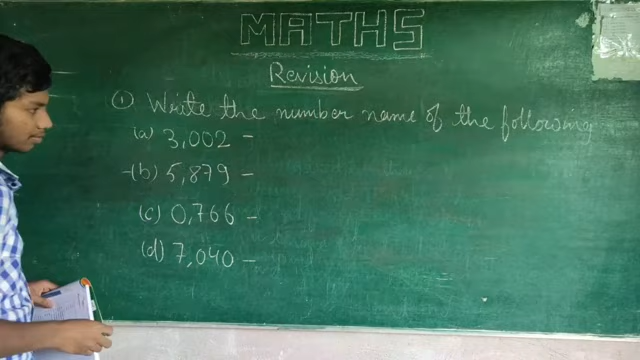 MATHS
Revision
① Write the number name of the following
(a) 3,002 -
(b) 5,879 -
(c) 0,766 -
(d) 7,040 -